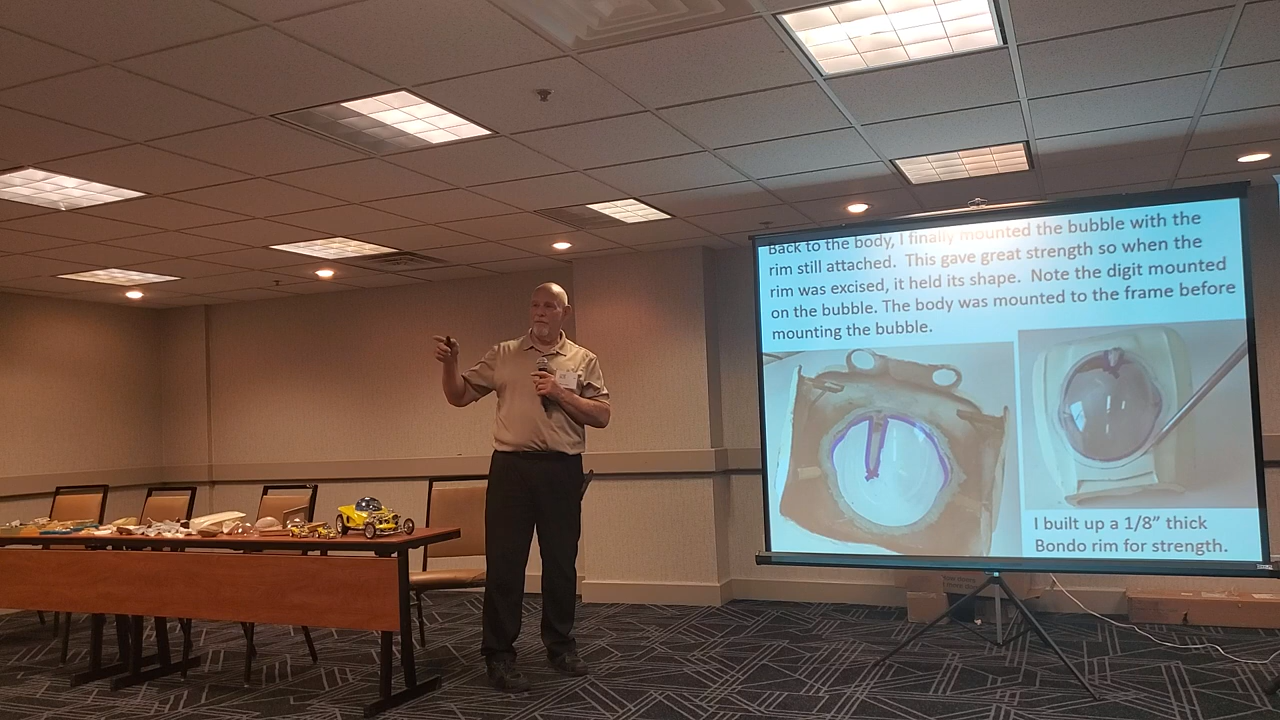 Back to the body, I finally mounted the bubble with the
rim still attached.  This gave great strength so when the
rim was excised, it held its shape.  Note the digit mounted
on the bubble. The body was mounted to the frame before
mounting the bubble.
I built up a 1/8” thick
Bondo rim for strength.